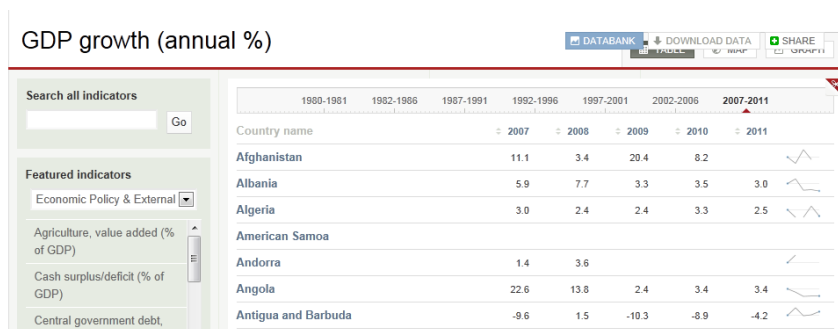 GDP growth (annual %)
DATABANK DOWNLOAD DATA SHARE
TABLE MAP GRAPH
Search all indicators
Go
Featured indicators
Economic Policy & External
Agriculture, value added (%
of GDP)
Cash surplus/deficit (% of
GDP)
Central government debt,
1980-1981 1982-1986 1987-1991 1992-1996 1997-2001 2002-2006 2007-2011
Country name 2007 2008 2009 2010 2011
Afghanistan 11.1 3.4 20.4 8.2
Albania 5.9 7.7 3.3 3.5 3.0
Algeria 3.0 2.4 2.4 3.3 2.5
American Samoa
Andorra 1.4 3.6
Angola 22.6 13.8 2.4 3.4 3.4
Antigua and Barbuda -9.6 1.5 -10.3 -8.9 -4.2